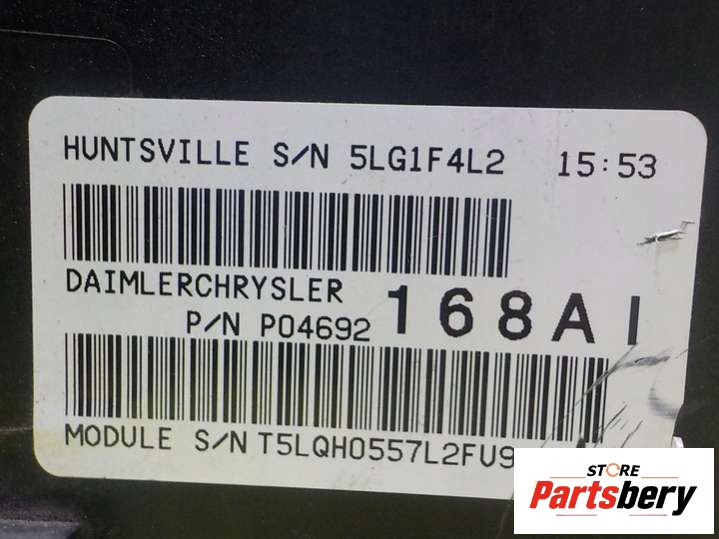 HUNTSVILLE S/N 5LG1F4L2 15:53
DAIMLERCHRYSLER
P/N P04692 168AI
MODULE S/N T5LQH0557L2FU9
STORE
Partsbery